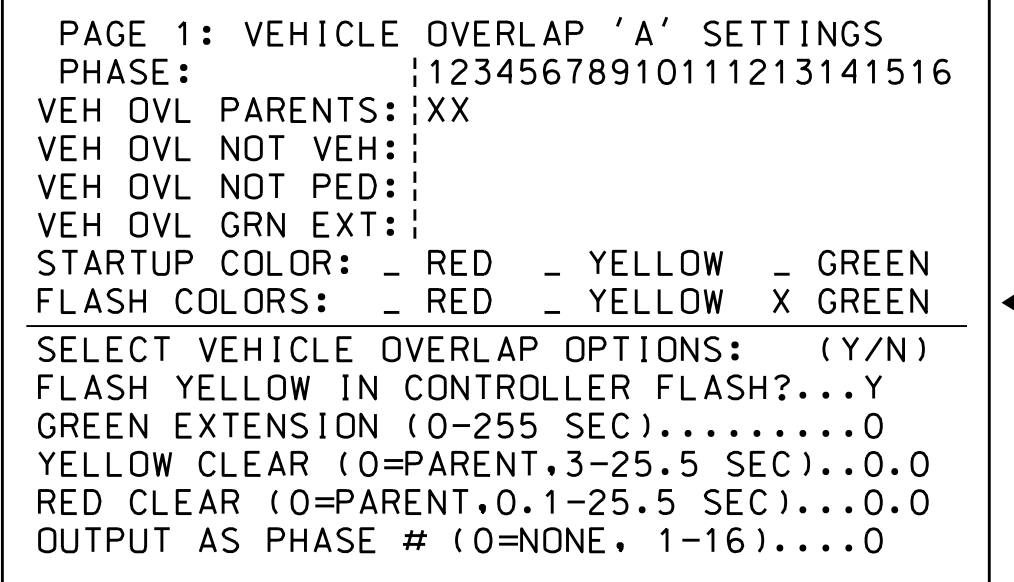 PAGE 1: VEHICLE OVERLAP 'A' SETTINGS
PHASE: ¦12345678910111213141516
VEH OVL PARENTS:¦XX
VEH OVL NOT VEH:¦
VEH OVL NOT PED:¦
VEH OVL GRN EXT:¦
STARTUP COLOR: _ RED _ YELLOW _ GREEN
FLASH COLORS: _ RED _ YELLOW X GREEN
SELECT VEHICLE OVERLAP OPTIONS: (Y/N)
FLASH YELLOW IN CONTROLLER FLASH?...Y
GREEN EXTENSION (0-255 SEC).........0
YELLOW CLEAR (0=PARENT,3-25.5 SEC)..0.0
RED CLEAR (0=PARENT,0.1-25.5 SEC)...0.0
OUTPUT AS PHASE # (0=NONE, 1-16)....0